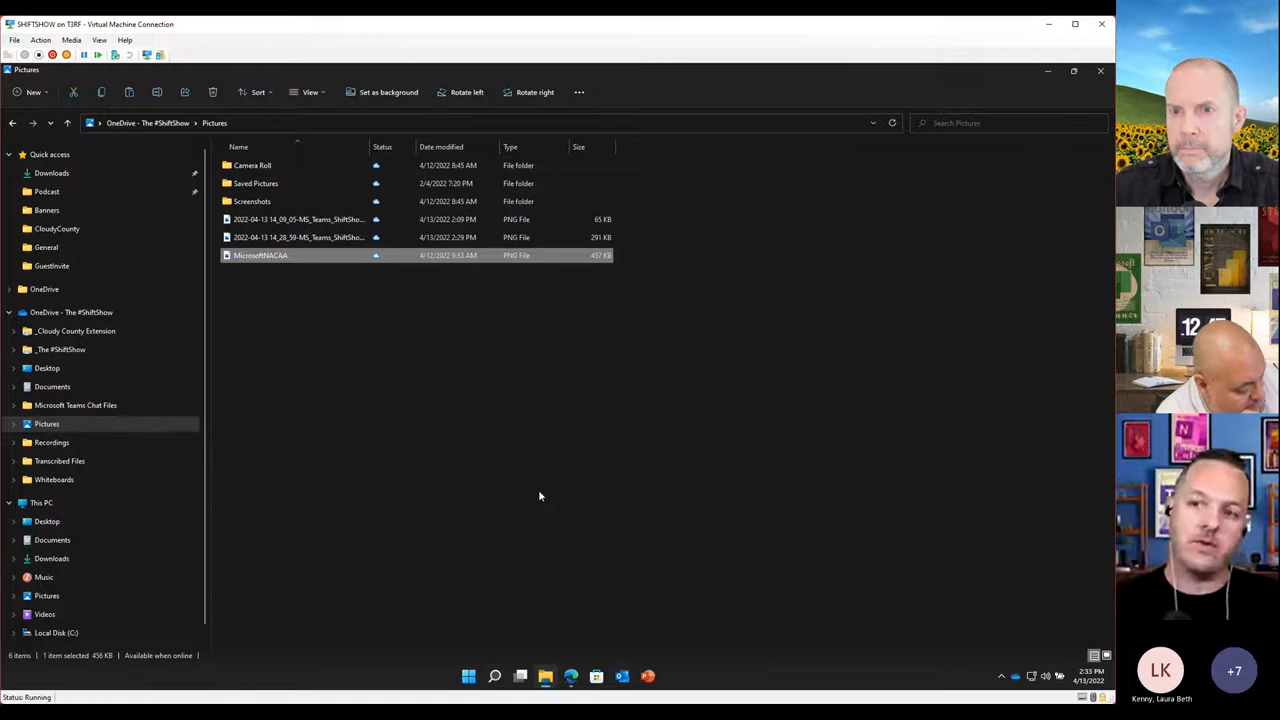 SHIFTSHOW on T3RF - Virtual Machine Connection
File Action Media View Help
Pictures
New Sort View Set as background Rotate left Rotate right
OneDrive - The #ShiftShow > Pictures
Search Pictures
Name Status Date modified Type Size
Camera Roll 4/12/2022 8:45 AM File folder
Saved Pictures 2/4/2022 7:20 PM File folder
Screenshots 4/12/2022 8:45 AM File folder
2022-04-13 14_09_05-MS_Teams_ShiftSho... 4/13/2022 2:09 PM PNG File 65 KB
2022-04-13 14_28_59-MS_Teams_ShiftSho... 4/13/2022 2:29 PM PNG File 291 KB
MicrosoftNACAA 4/12/2022 9:53 AM PNG File 457 KB
Quick access
Downloads
Podcast
Banners
CloudyCounty
General
GuestInvite
OneDrive
OneDrive - The #ShiftShow
_Cloudy County Extension
_The #ShiftShow
Desktop
Documents
Microsoft Teams Chat Files
Pictures
Recordings
Transcribed Files
Whiteboards
This PC
Desktop
Documents
Downloads
Music
Pictures
Videos
Local Disk (C:)
6 items 1 item selected 456 KB Available when online
2:33 PM
4/13/2022
Status: Running
LK
+7
Kenny, Laura Beth